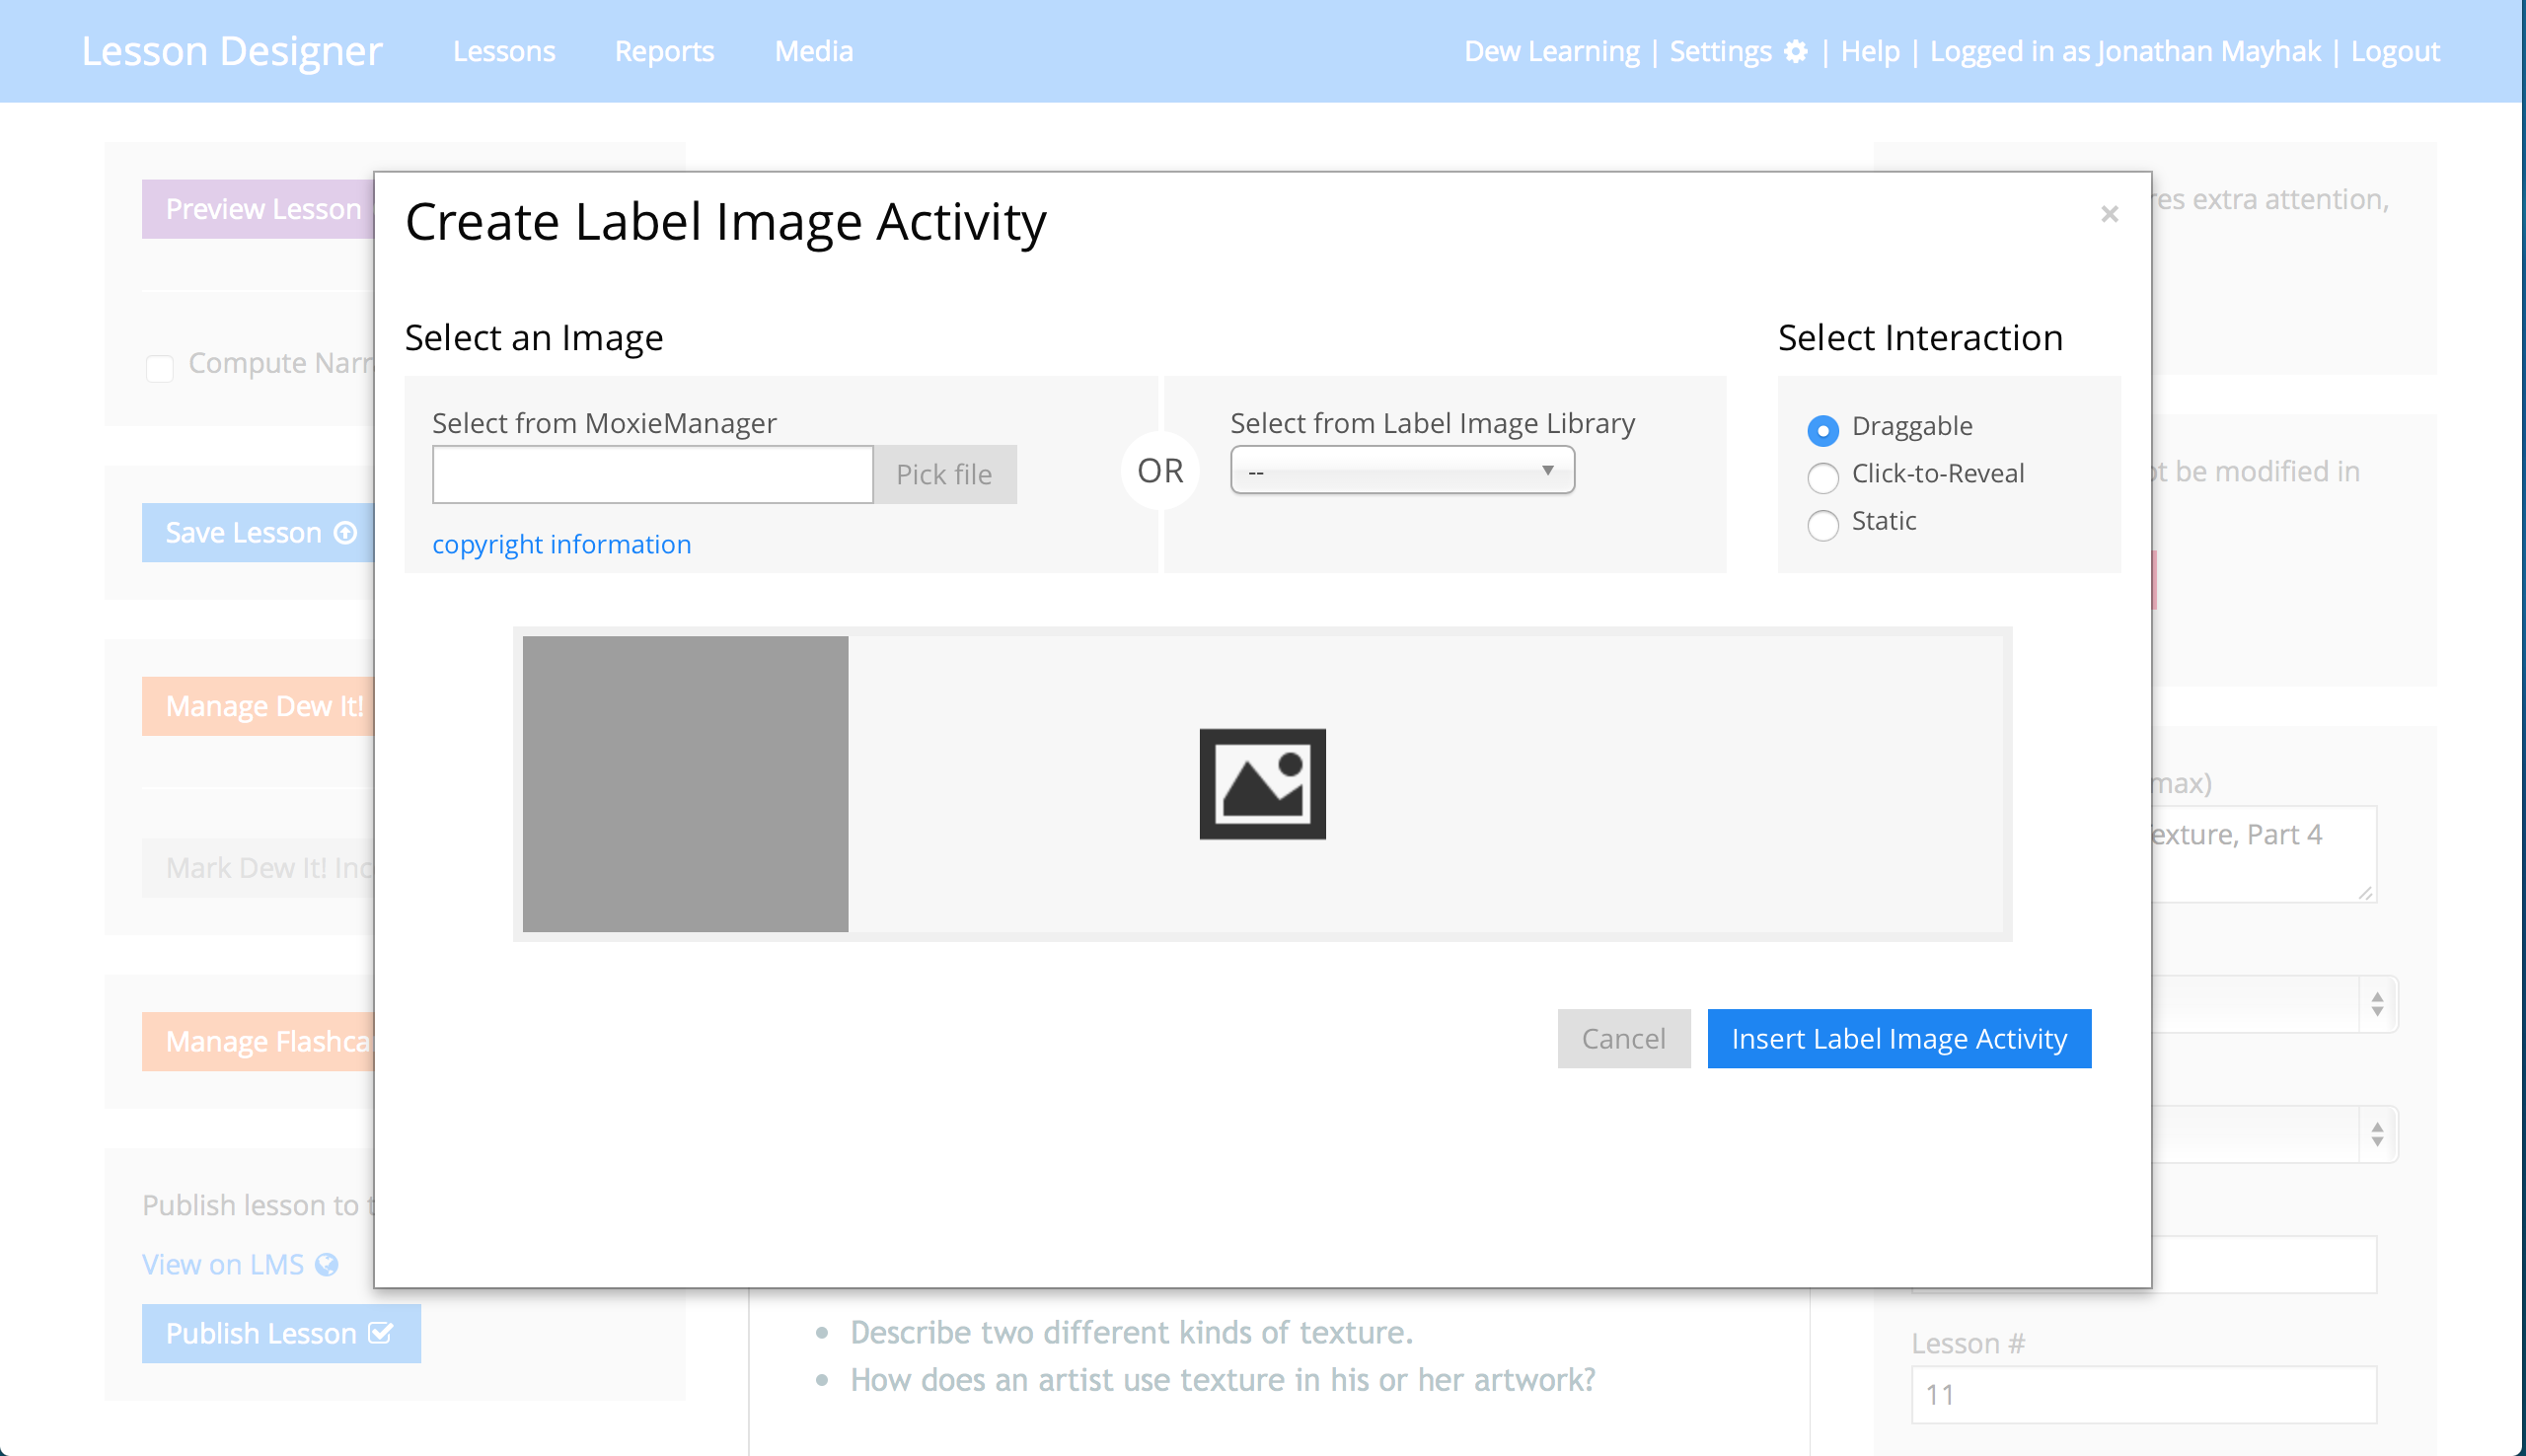 Lesson Designer Lessons Reports Media Dew Learning | Settings | Help | Logged in as Jonathan Mayhak | Logout
Preview Lesson
Compute Narr
Save Lesson
Manage Dew It!
Mark Dew It! Inc
Manage Flashca
Publish lesson to t
View on LMS
Publish Lesson
Create Label Image Activity
×
Select an Image
Select from MoxieManager
Pick file
copyright information
OR
Select from Label Image Library
--
Select Interaction
Draggable
Click-to-Reveal
Static
Cancel
Insert Label Image Activity
Describe two different kinds of texture.
How does an artist use texture in his or her artwork?
res extra attention,
be modified in
max)
exture, Part 4
Lesson #
11